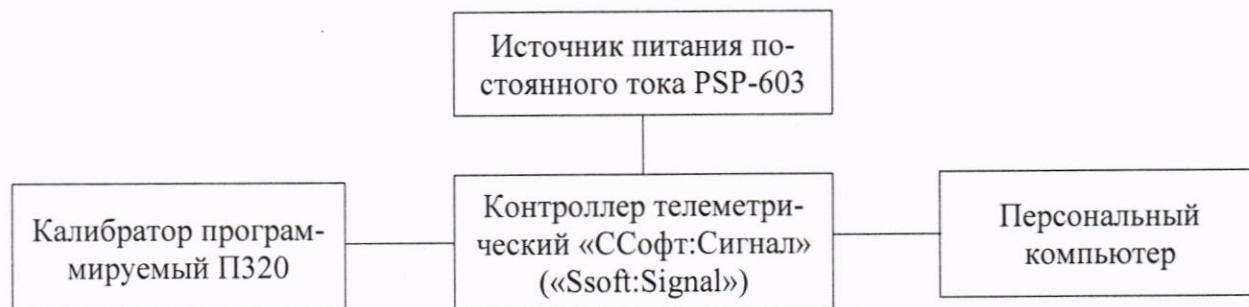 Источник питания по-
стоянного тока PSP-603
Калибратор програм-
мируемый П320
Контроллер телеметри-
ческий «ССофт:Сигнал»
(«Ssoft:Signal»)
Персональный
компьютер